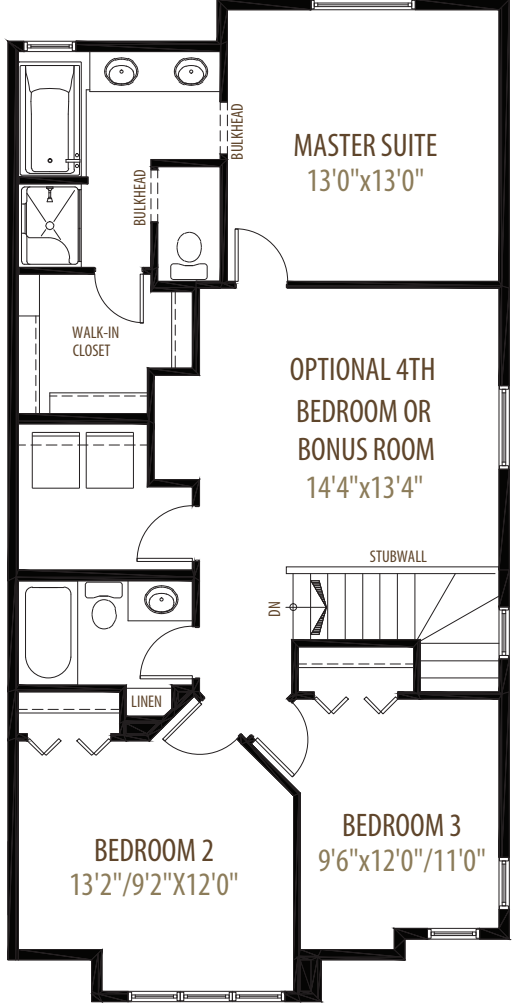 BULKHEAD
MASTER SUITE
13'0"x13'0"
BULKHEAD
WALK-IN
CLOSET
OPTIONAL 4TH
BEDROOM OR
BONUS ROOM
14'4"x13'4"
STUBWALL
DN
LINEN
BEDROOM 2
13'2"/9'2"X12'0"
BEDROOM 3
9'6"x12'0"/11'0"